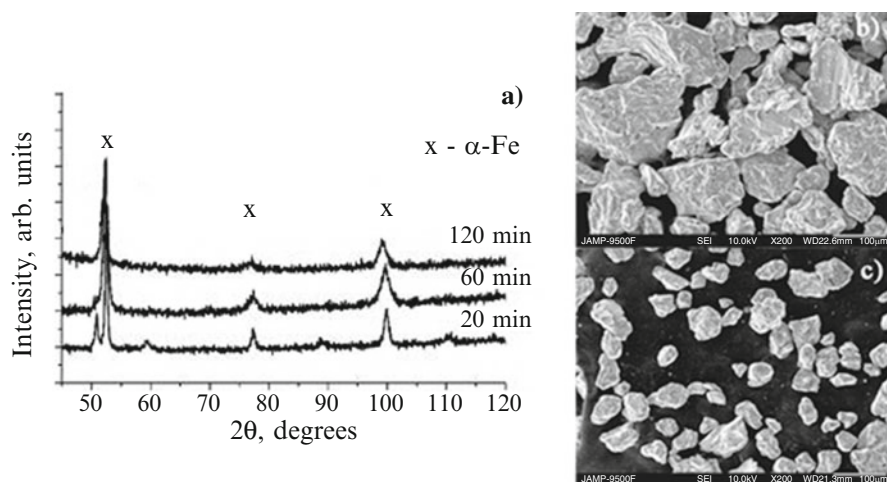 a)
x
x - α-Fe
x
x
120 min
60 min
20 min
Intensity, arb. units
50 60 70 80 90 100 110 120
2θ, degrees
b)
JAMP-9500F SEI 10.0kV X200 WD22.6mm 100μm
c)
JAMP-9500F SEI 10.0kV X200 WD21.3mm 100μm